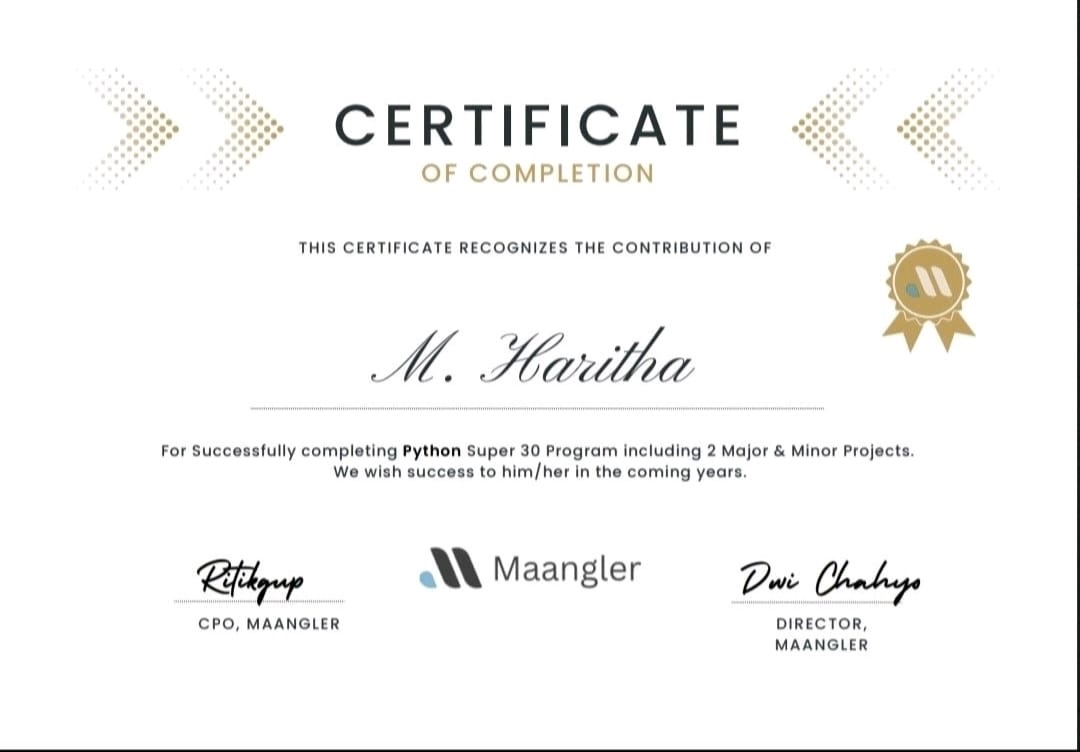 CERTIFICATE
OF COMPLETION
THIS CERTIFICATE RECOGNIZES THE CONTRIBUTION OF
M. Haritha
For Successfully completing Python Super 30 Program including 2 Major & Minor Projects.
We wish success to him/her in the coming years.
Ritikgup
CPO, MAANGLER
Maangler
Dwi Chahyo
DIRECTOR,
MAANGLER